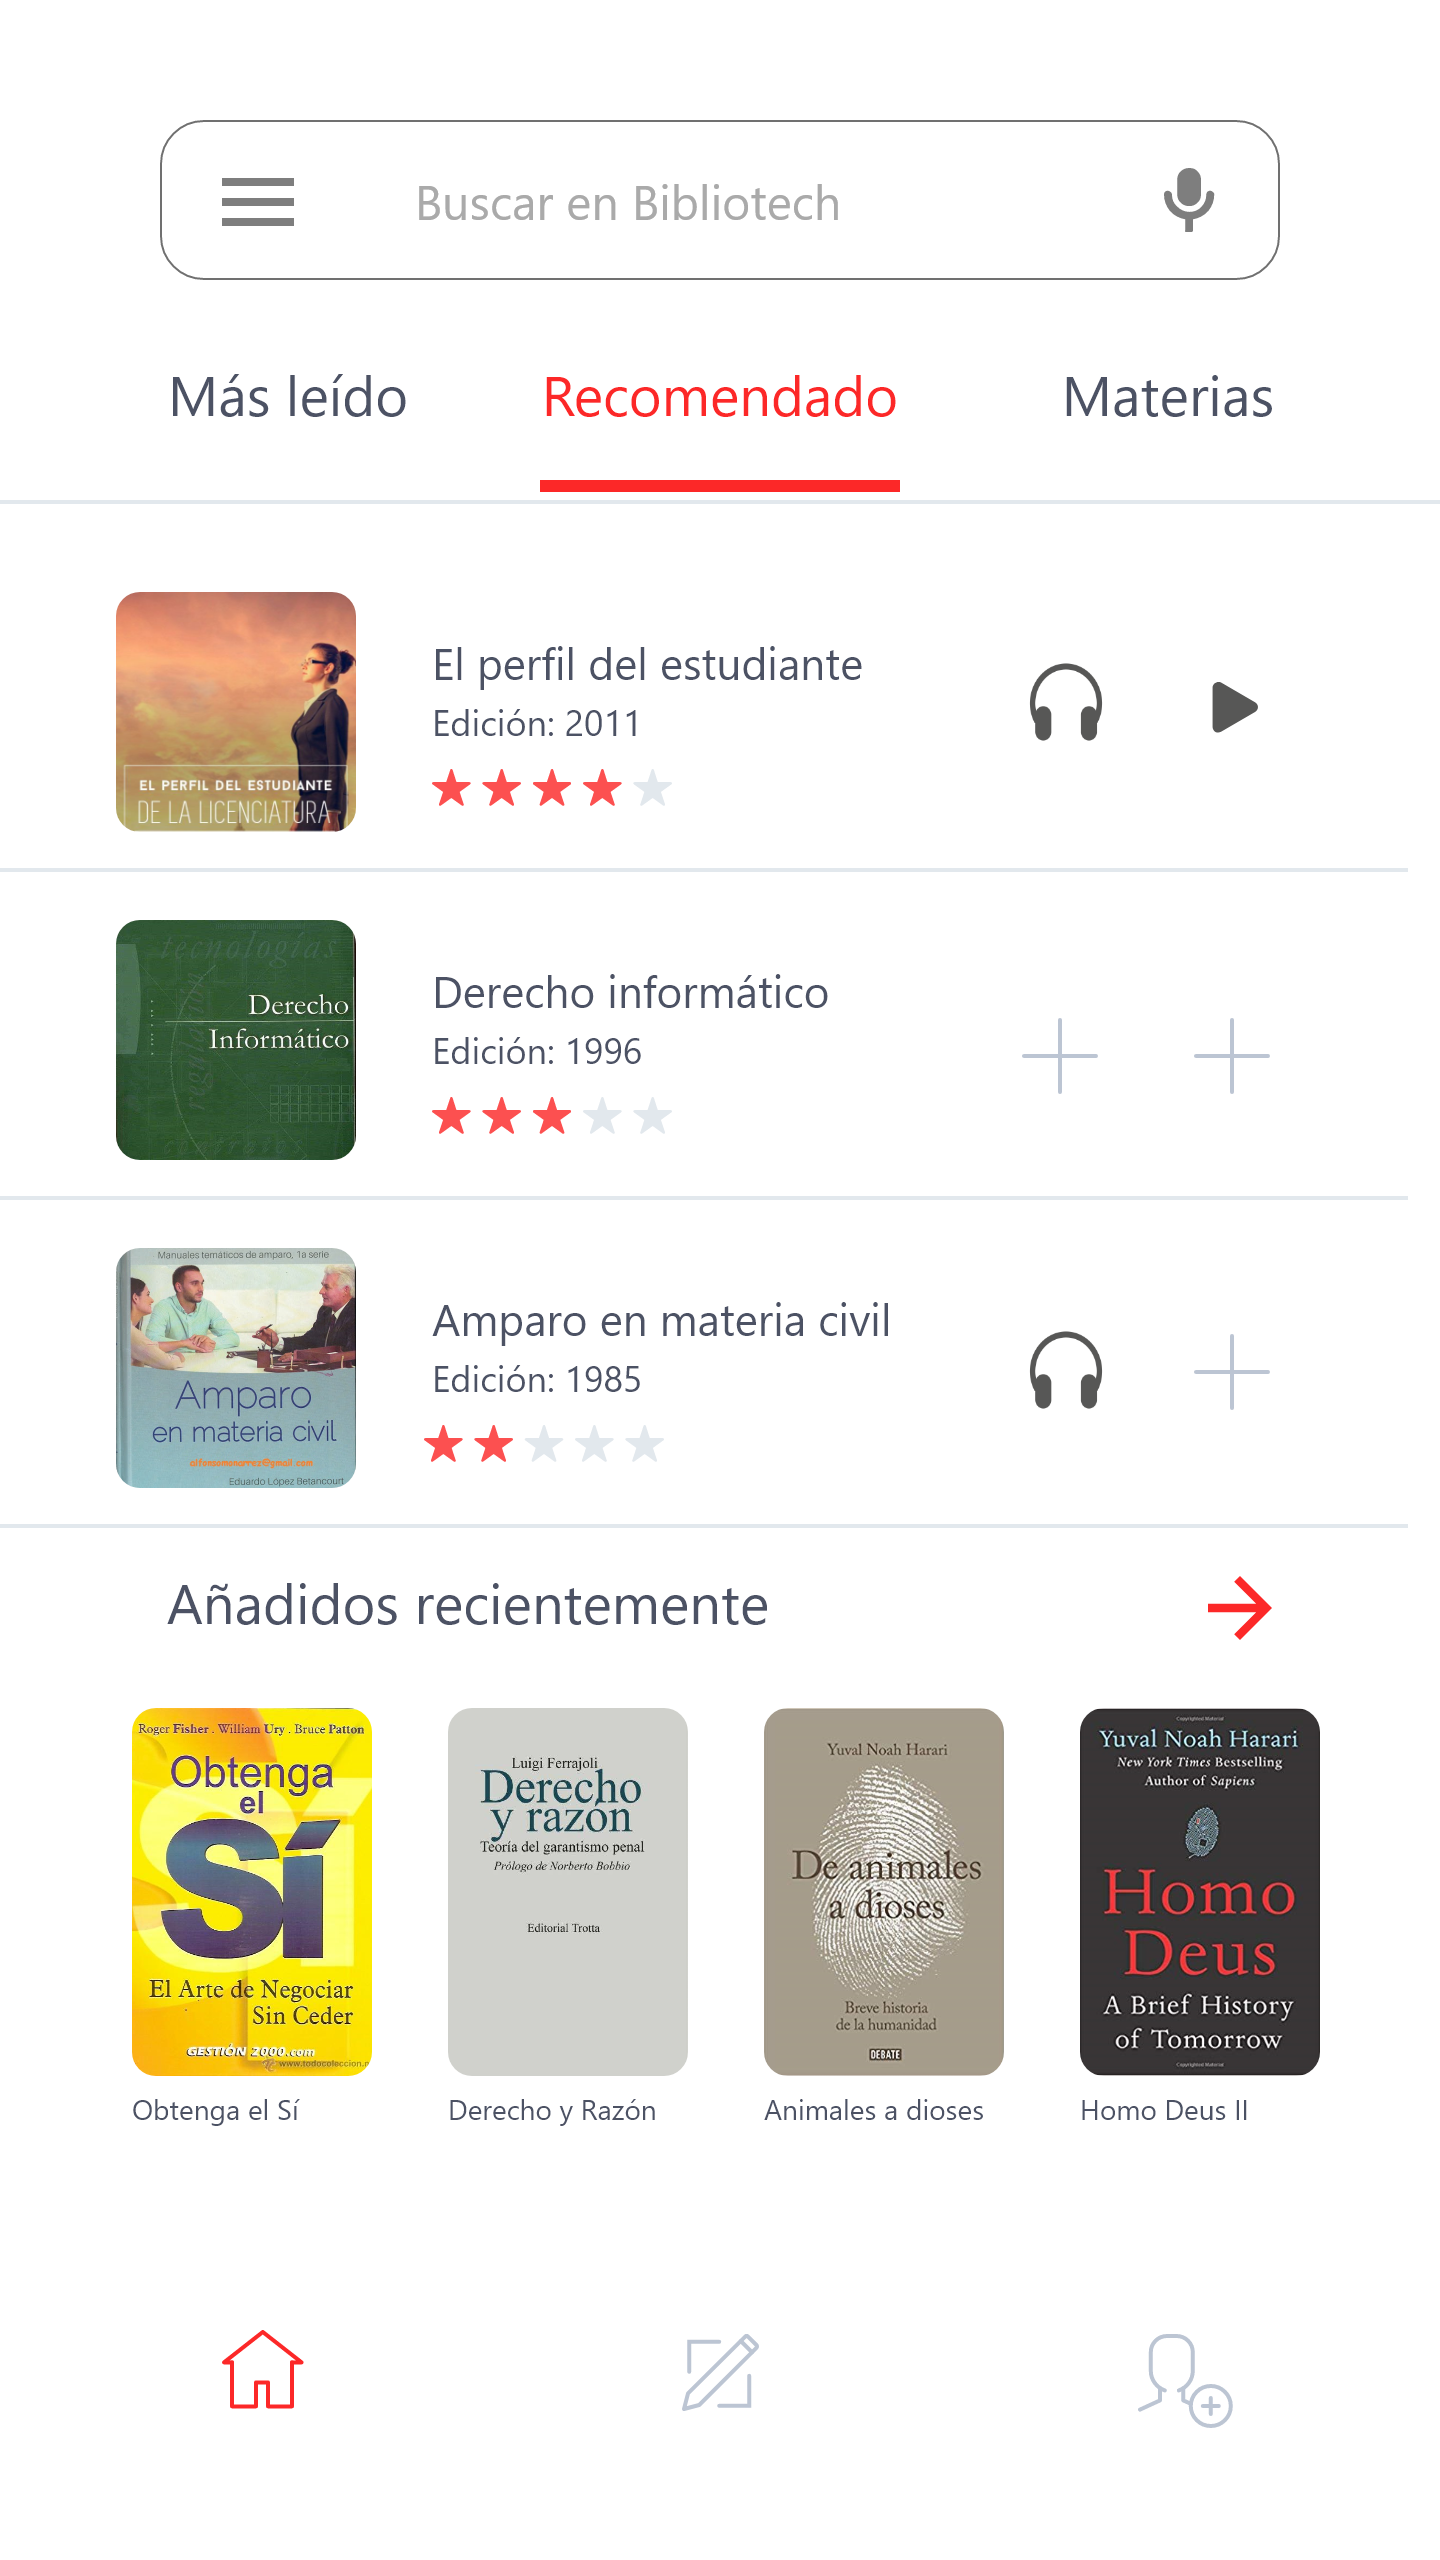 Buscar en Bibliotech
Más leído
Recomendado
Materias
EL PERFIL DEL ESTUDIANTE
DE LA LICENCIATURA
El perfil del estudiante
Edición: 2011
tecnologías
Derecho
Informático
contratos
Derecho informático
Edición: 1996
Manuales temáticos de amparo, 1a serie
Amparo
en materia civil
Eduardo López Betancourt
Amparo en materia civil
Edición: 1985
Añadidos recientemente
Roger Fisher . William Ury . Bruce Patton
Obtenga
el
Sí
El Arte de Negociar
Sin Ceder
GESTIÓN 2000.com
Obtenga el Sí
Luigi Ferrajoli
Derecho
y razón
Teoría del garantismo penal
Prólogo de Norberto Bobbio
Editorial Trotta
Derecho y Razón
Yuval Noah Harari
De animales
a dioses
Breve historia
de la humanidad
DEBATE
Animales a dioses
Copyrighted Material
Yuval Noah Harari
New York Times Bestselling
Author of Sapiens
Homo
Deus
A Brief History
of Tomorrow
Copyrighted Material
Homo Deus II